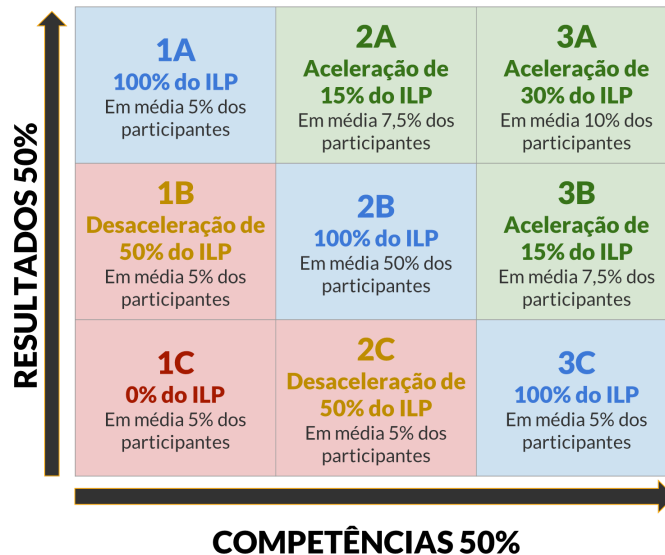 RESULTADOS 50%
1A
100% do ILP
Em média 5% dos
participantes
2A
Aceleração de
15% do ILP
Em média 7,5% dos
participantes
3A
Aceleração de
30% do ILP
Em média 10% dos
participantes
1B
Desaceleração de
50% do ILP
Em média 5% dos
participantes
2B
100% do ILP
Em média 50% dos
participantes
3B
Aceleração de
15% do ILP
Em média 7,5% dos
participantes
1C
0% do ILP
Em média 5% dos
participantes
2C
Desaceleração de
50% do ILP
Em média 5% dos
participantes
3C
100% do ILP
Em média 5% dos
participantes
COMPETÊNCIAS 50%